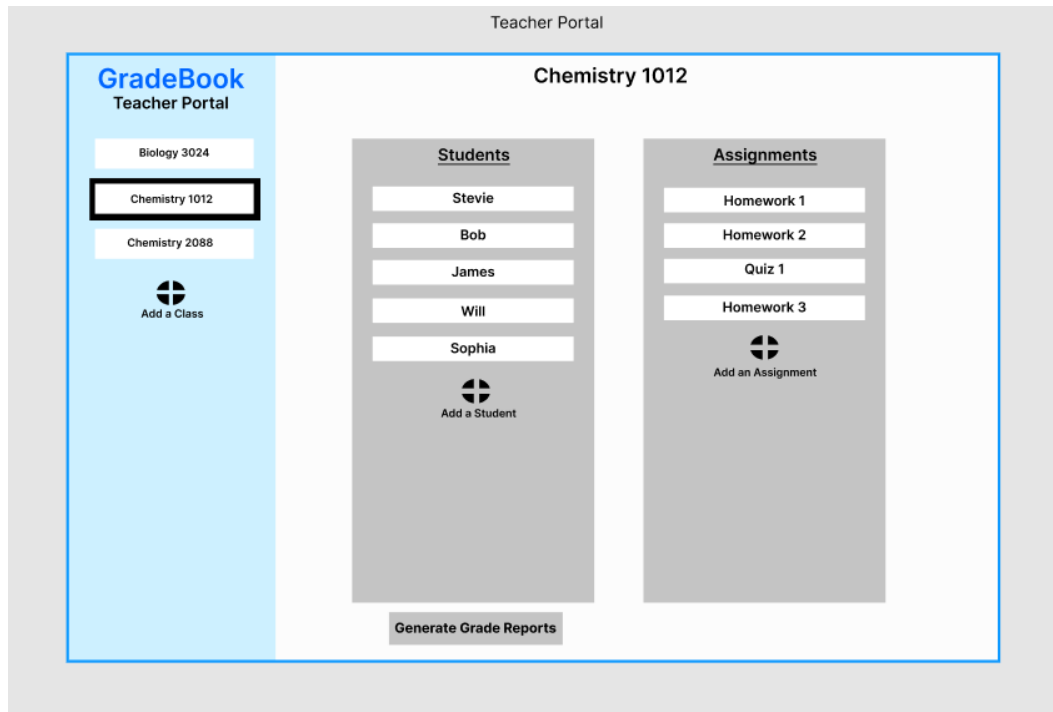 Teacher Portal
GradeBook
Teacher Portal
Biology 3024
Chemistry 1012
Chemistry 2088
Add a Class
Chemistry 1012
Students
Stevie
Bob
James
Will
Sophia
Add a Student
Assignments
Homework 1
Homework 2
Quiz 1
Homework 3
Add an Assignment
Generate Grade Reports